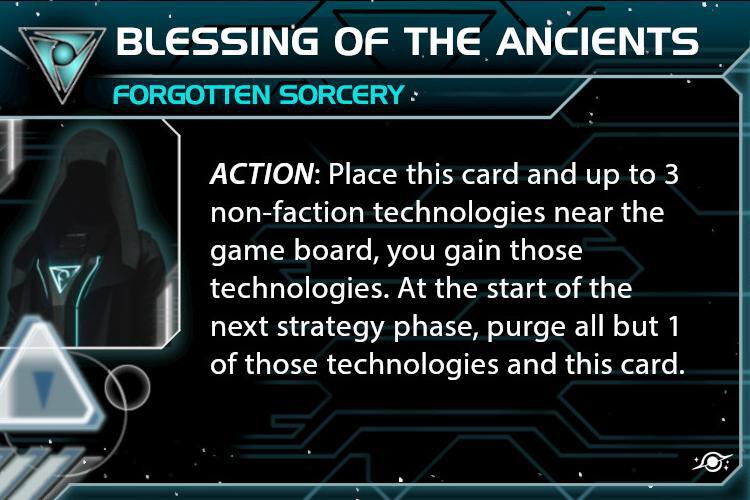 BLESSING OF THE ANCIENTS
FORGOTTEN SORCERY
ACTION: Place this card and up to 3
non-faction technologies near the
game board, you gain those
technologies. At the start of the
next strategy phase, purge all but 1
of those technologies and this card.